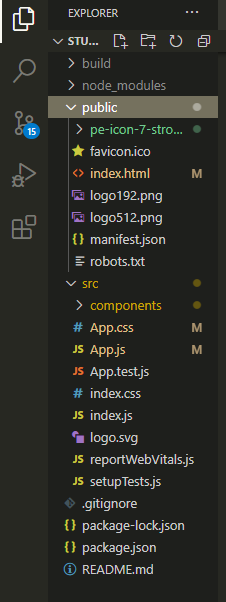 EXPLORER
STU...
build
node_modules
public
pe-icon-7-stro...
favicon.ico
index.html M
logo192.png
logo512.png
manifest.json
robots.txt
src
components
App.css M
App.js M
App.test.js
index.css
index.js
logo.svg
reportWebVitals.js
setupTests.js
.gitignore
package-lock.json
package.json
README.md
15